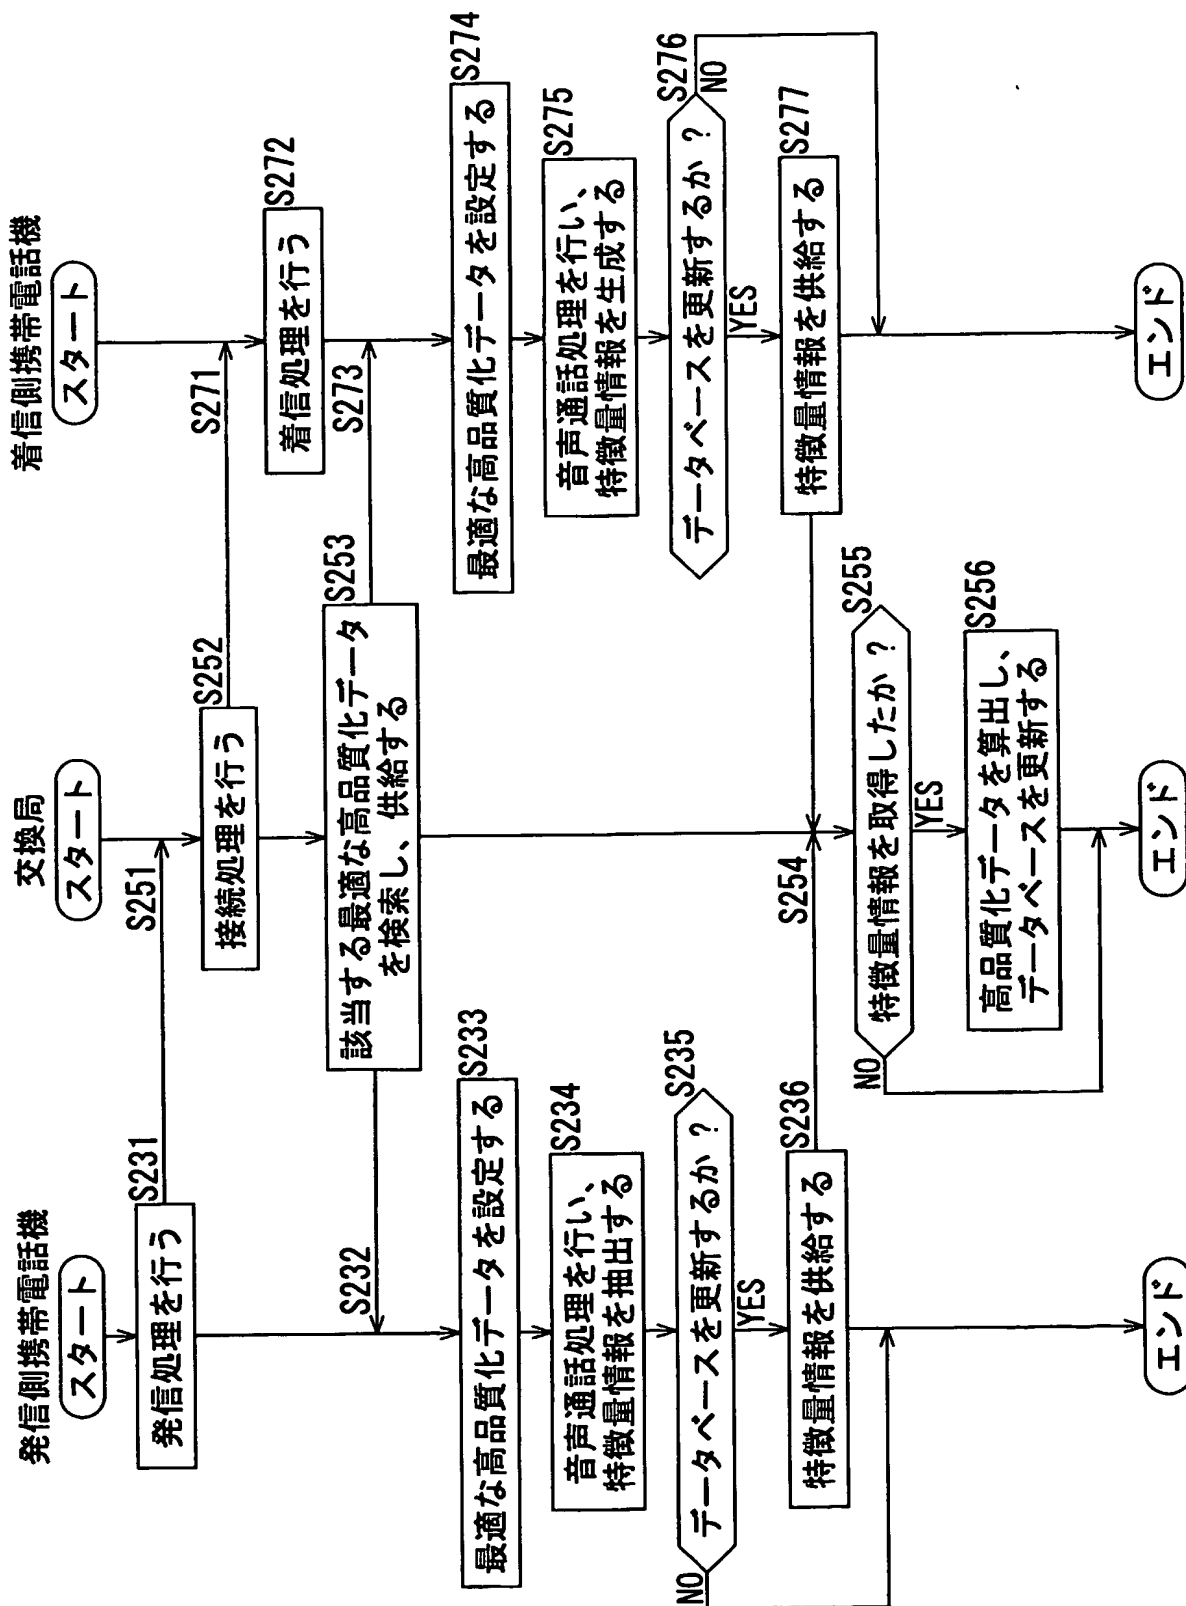 発信側携帯電話機
スタート
S231
発信処理を行う
S232
S233
最適な高品質化データを設定する
S234
音声通話処理を行い、
特徴量情報を抽出する
S235
データベースを更新するか？
NO
YES
S236
特徴量情報を供給する
エンド
交換局
スタート
S251
S252
接続処理を行う
S253
該当する最適な高品質化データ
を検索し、供給する
S254
S255
特徴量情報を取得したか？
NO
YES
S256
高品質化データを算出し、
データベースを更新する
エンド
着信側携帯電話機
スタート
S271
S272
着信処理を行う
S273
S274
最適な高品質化データを設定する
S275
音声通話処理を行い、
特徴量情報を生成する
S276
データベースを更新するか？
NO
YES
S277
特徴量情報を供給する
エンド